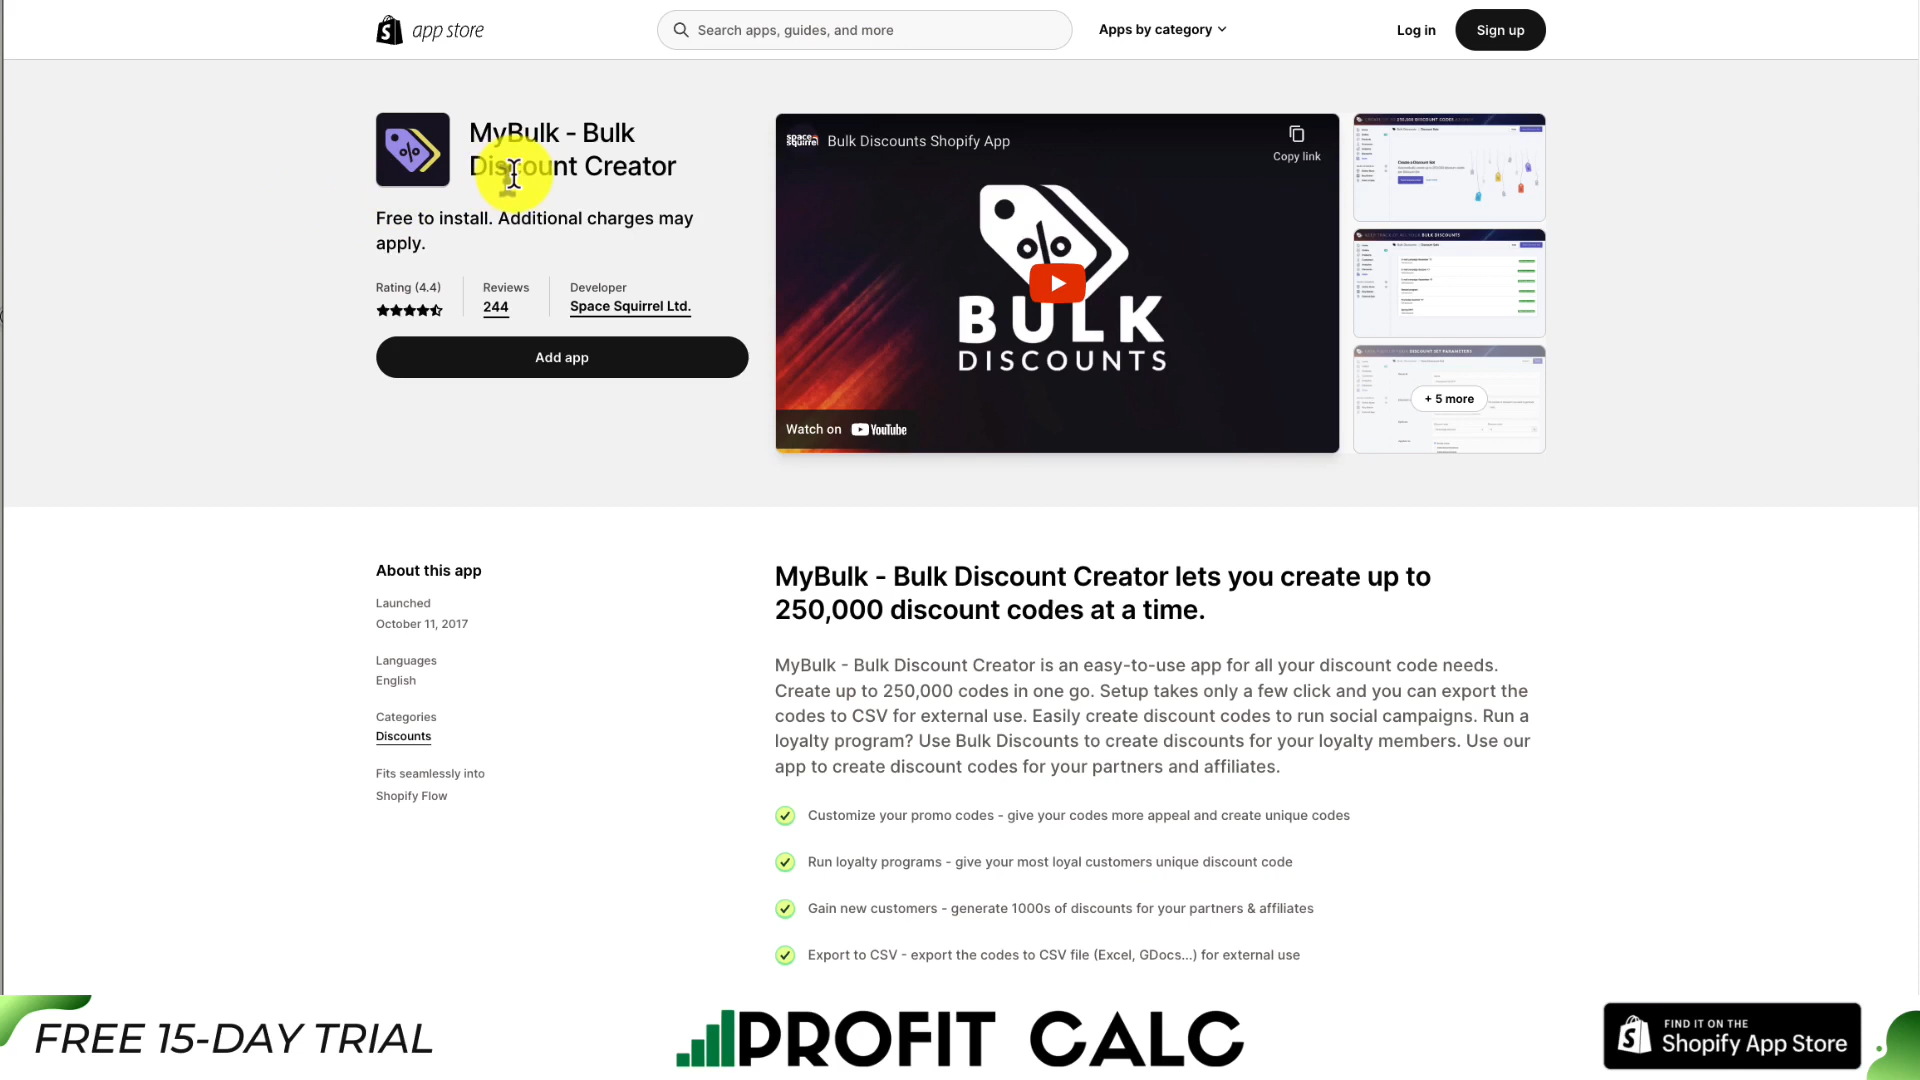 app store
Search apps, guides, and more
Apps by category
Log in
Sign up
MyBulk - Bulk
Discount Creator
Free to install. Additional charges may
apply.
Rating (4.4)
Reviews
244
Developer
Space Squirrel Ltd.
Add app
space squirrel
Bulk Discounts Shopify App
Copy link
BULK
DISCOUNTS
Watch on YouTube
+ 5 more
About this app
Launched
October 11, 2017
Languages
English
Categories
Discounts
Fits seamlessly into
Shopify Flow
MyBulk - Bulk Discount Creator lets you create up to
250,000 discount codes at a time.
MyBulk - Bulk Discount Creator is an easy-to-use app for all your discount code needs.
Create up to 250,000 codes in one go. Setup takes only a few click and you can export the
codes to CSV for external use. Easily create discount codes to run social campaigns. Run a
loyalty program? Use Bulk Discounts to create discounts for your loyalty members. Use our
app to create discount codes for your partners and affiliates.
Customize your promo codes - give your codes more appeal and create unique codes
Run loyalty programs - give your most loyal customers unique discount code
Gain new customers - generate 1000s of discounts for your partners & affiliates
Export to CSV - export the codes to CSV file (Excel, GDocs...) for external use
FREE 15-DAY TRIAL
PROFIT CALC
FIND IT ON THE
Shopify App Store